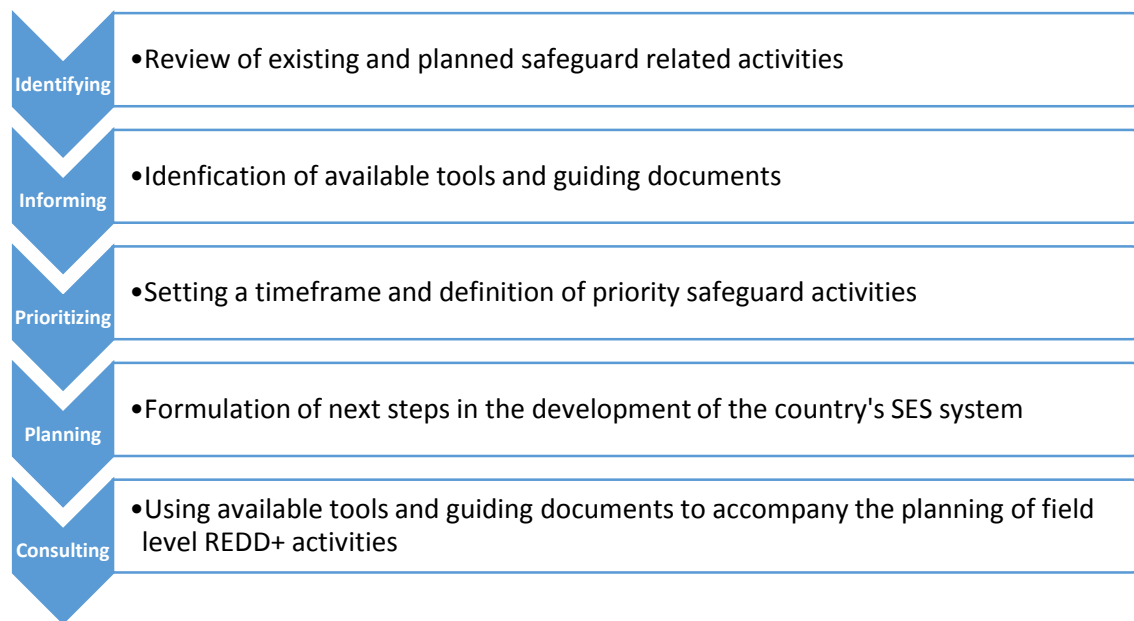 Identifying
•Review of existing and planned safeguard related activities
Informing
•Idenfication of available tools and guiding documents
Prioritizing
•Setting a timeframe and definition of priority safeguard activities
Planning
•Formulation of next steps in the development of the country's SES system
Consulting
•Using available tools and guiding documents to accompany the planning of field
level REDD+ activities